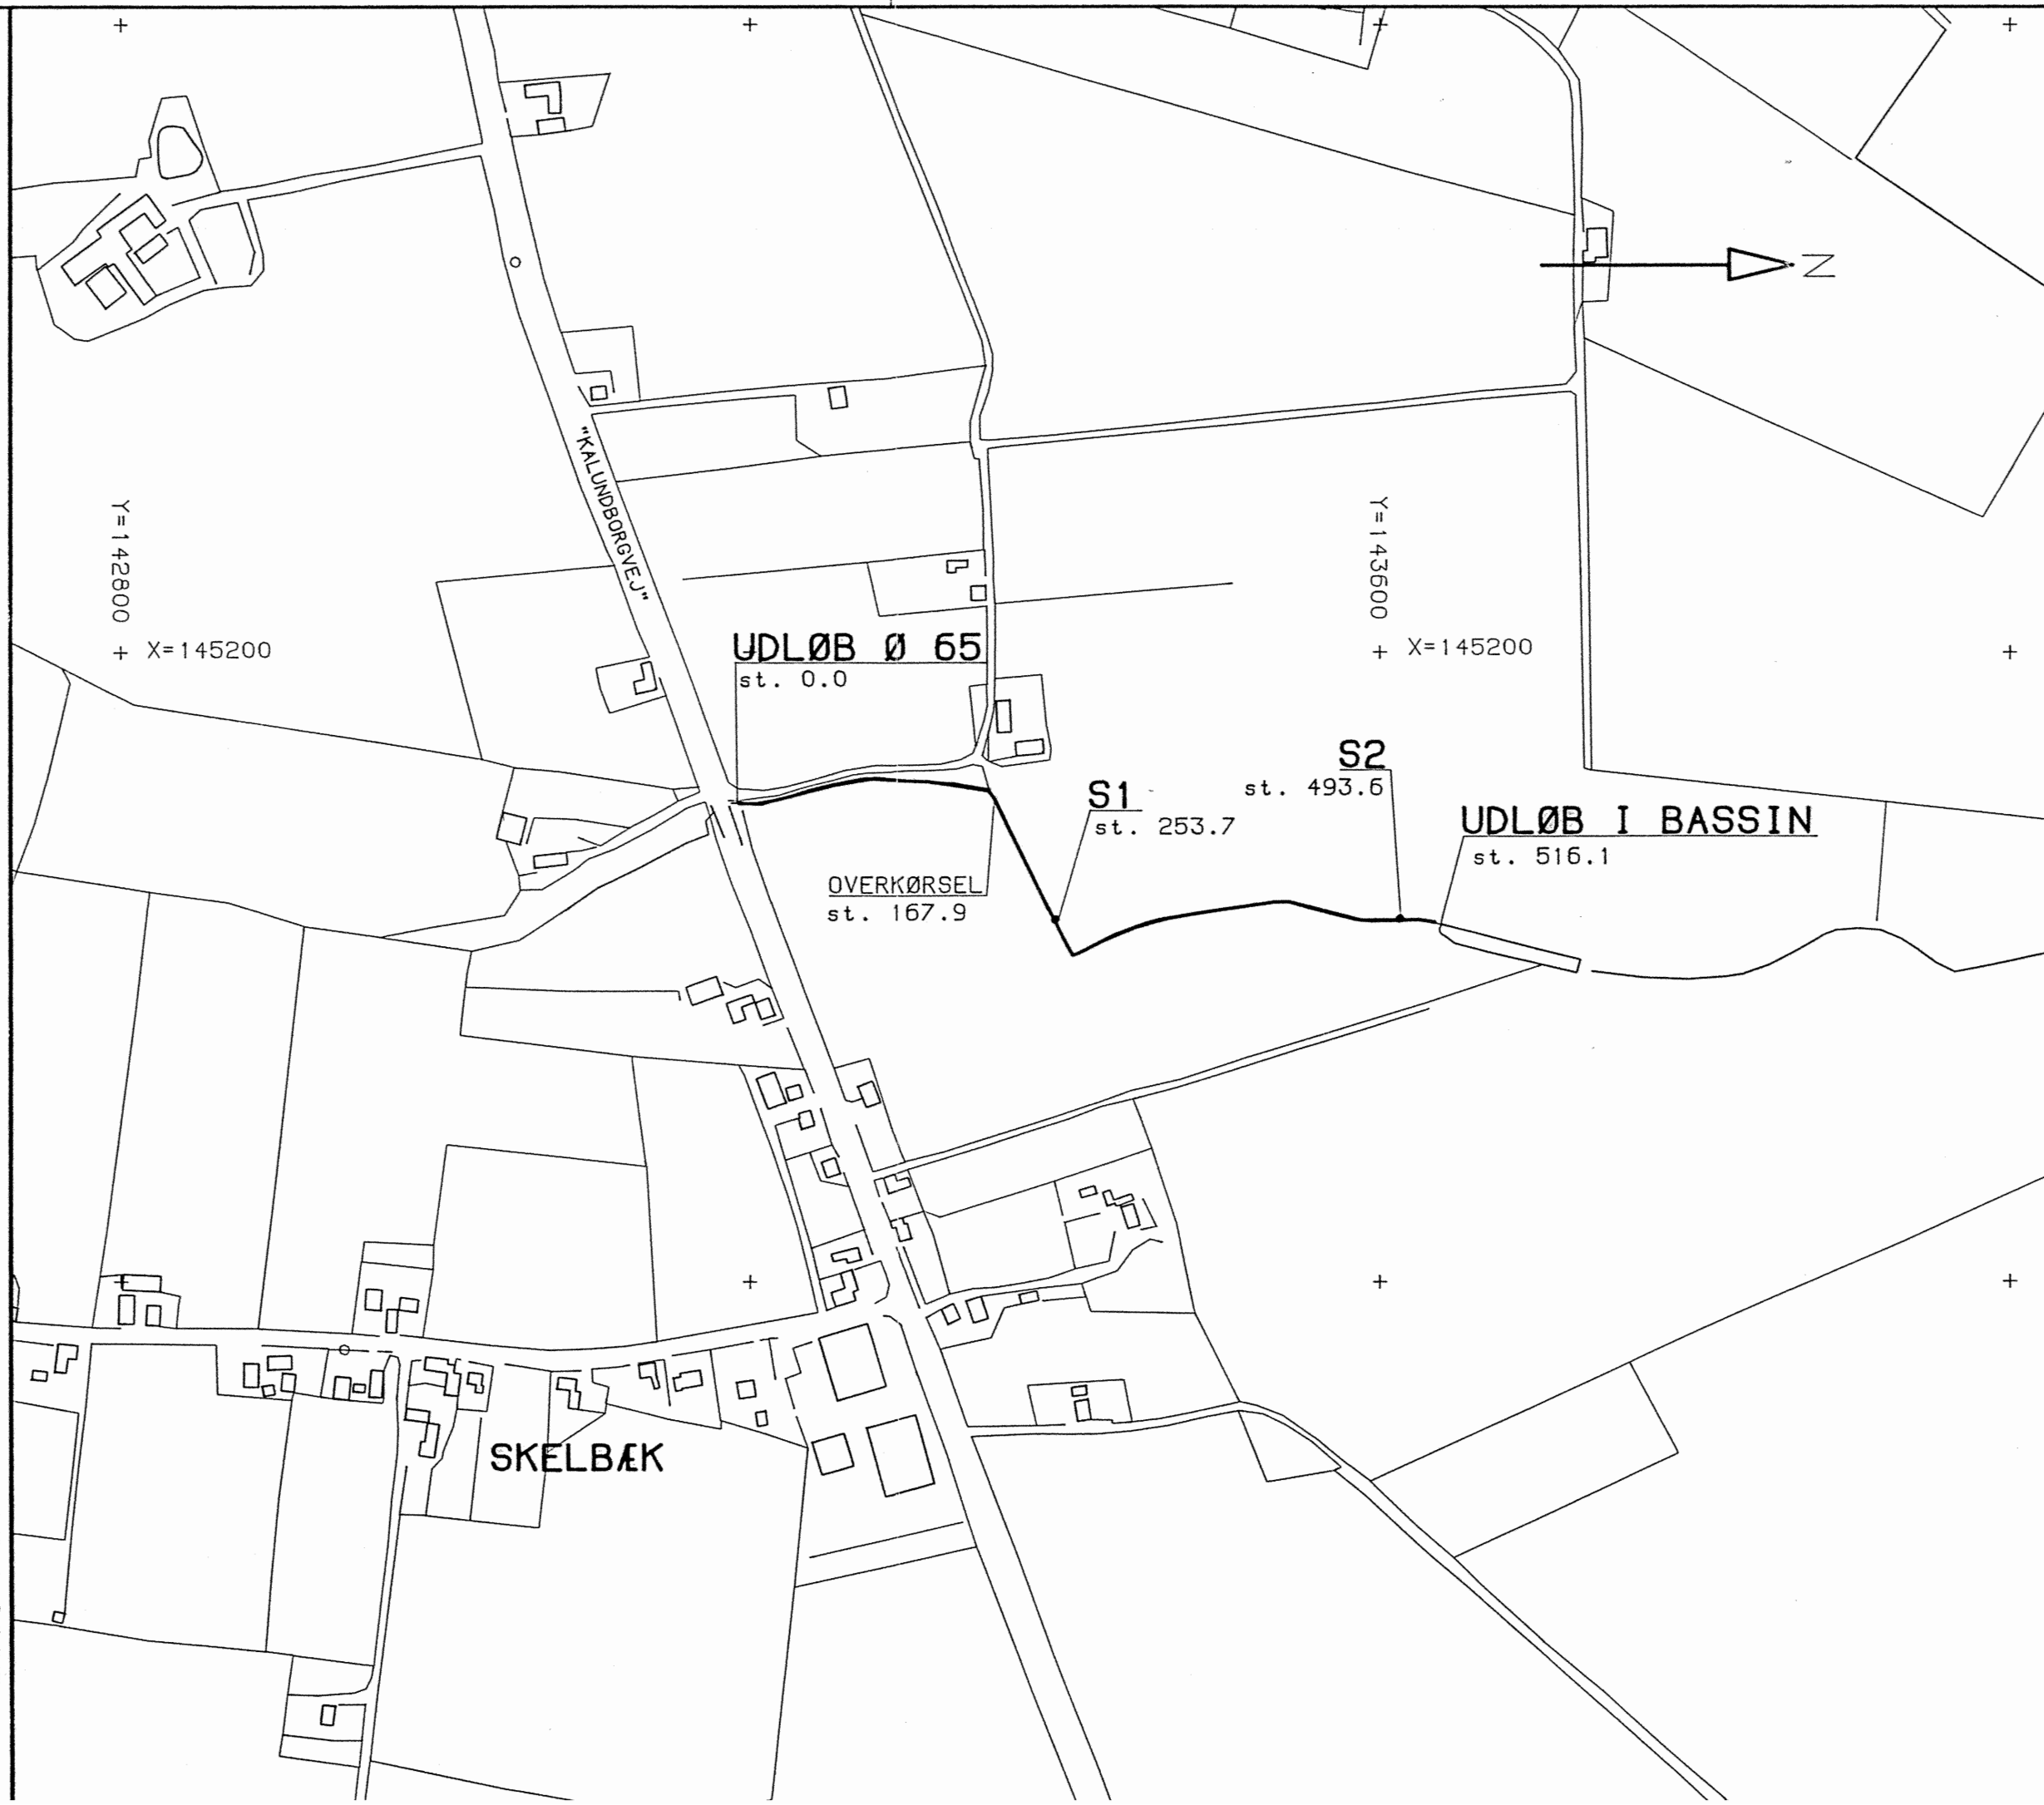 N
"KALUNDBORGVEJ"
Y=142800
X=145200
Y=143600
X=145200
UDLØB Ø 65
st. 0.0
S2
st. 493.6
S1
st. 253.7
UDLØB I BASSIN
st. 516.1
OVERKØRSEL
st. 167.9
SKELBÆK